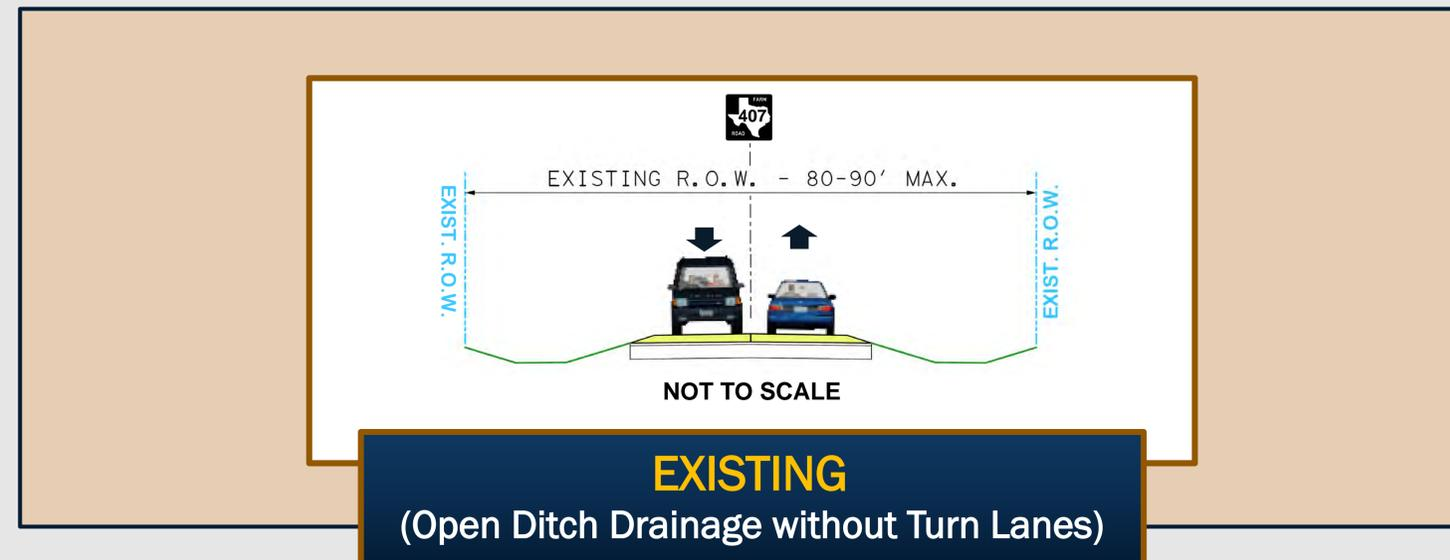 FARM
407
ROAD
EXISTING R.O.W. - 80-90' MAX.
EXIST. R.O.W.
EXIST. R.O.W.
NOT TO SCALE
EXISTING
(Open Ditch Drainage without Turn Lanes)